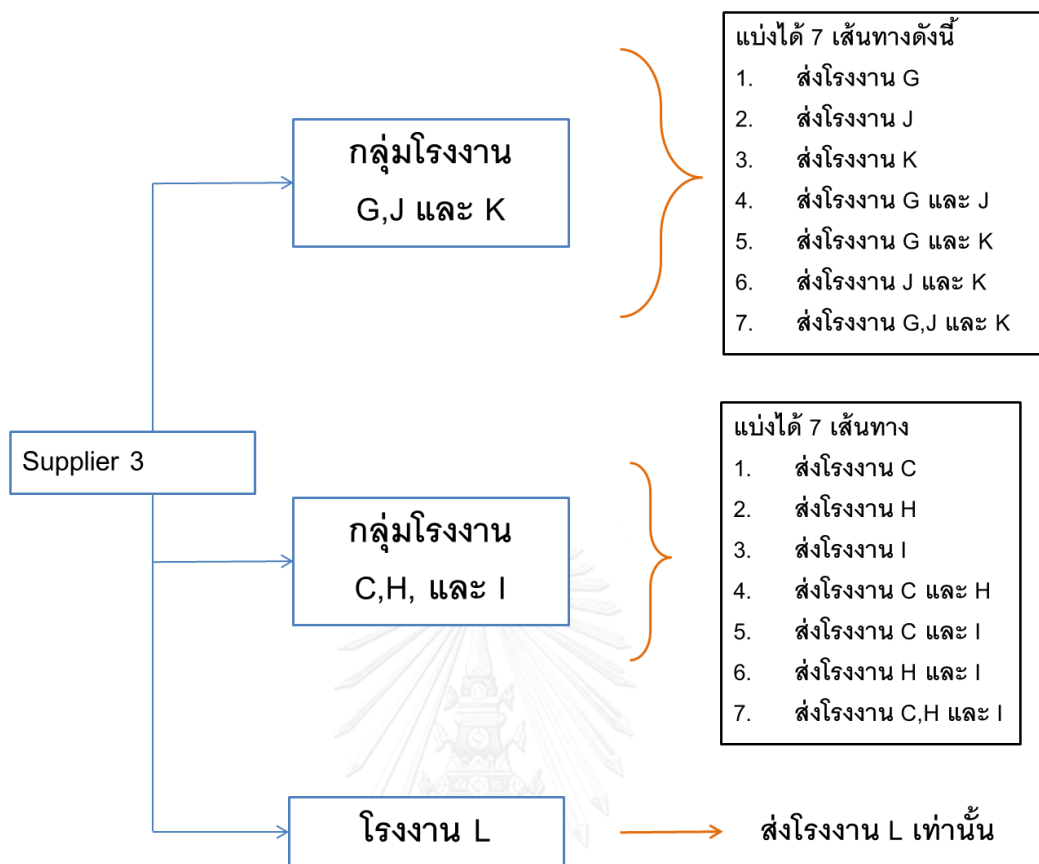 Supplier 3
กลุ่มโรงงาน
G,J และ K
แบ่งได้ 7 เส้นทางดังนี้
1. ส่งโรงงาน G
2. ส่งโรงงาน J
3. ส่งโรงงาน K
4. ส่งโรงงาน G และ J
5. ส่งโรงงาน G และ K
6. ส่งโรงงาน J และ K
7. ส่งโรงงาน G,J และ K
กลุ่มโรงงาน
C,H, และ I
แบ่งได้ 7 เส้นทาง
1. ส่งโรงงาน C
2. ส่งโรงงาน H
3. ส่งโรงงาน I
4. ส่งโรงงาน C และ H
5. ส่งโรงงาน C และ I
6. ส่งโรงงาน H และ I
7. ส่งโรงงาน C,H และ I
โรงงาน L
ส่งโรงงาน L เท่านั้น